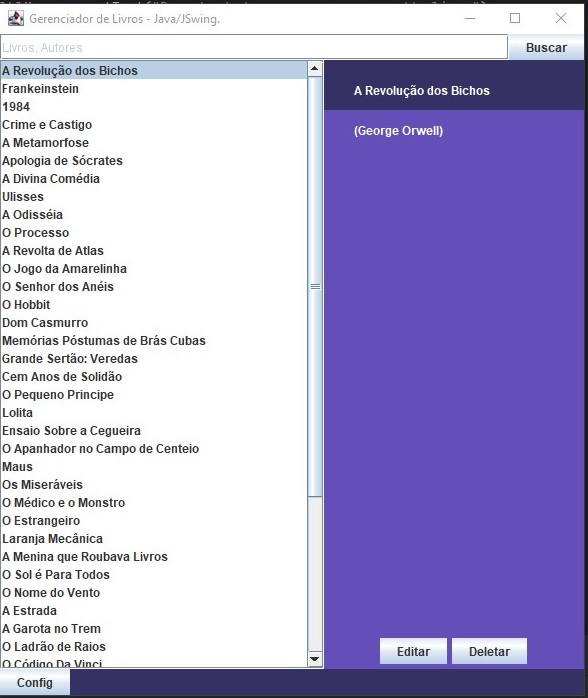 Gerenciador de Livros - Java/JSwing.
Livros, Autores
Buscar
A Revolução dos Bichos
Frankeinstein
1984
Crime e Castigo
A Metamorfose
Apologia de Sócrates
A Divina Comédia
Ulisses
A Odisséia
O Processo
A Revolta de Atlas
O Jogo da Amarelinha
O Senhor dos Anéis
O Hobbit
Dom Casmurro
Memórias Póstumas de Brás Cubas
Grande Sertão: Veredas
Cem Anos de Solidão
O Pequeno Principe
Lolita
Ensaio Sobre a Cegueira
O Apanhador no Campo de Centeio
Maus
Os Miseráveis
O Médico e o Monstro
O Estrangeiro
Laranja Mecânica
A Menina que Roubava Livros
O Sol é Para Todos
O Nome do Vento
A Estrada
A Garota no Trem
O Ladrão de Raios
O Código Da Vinci
A Revolução dos Bichos
(George Orwell)
Editar
Deletar
Config